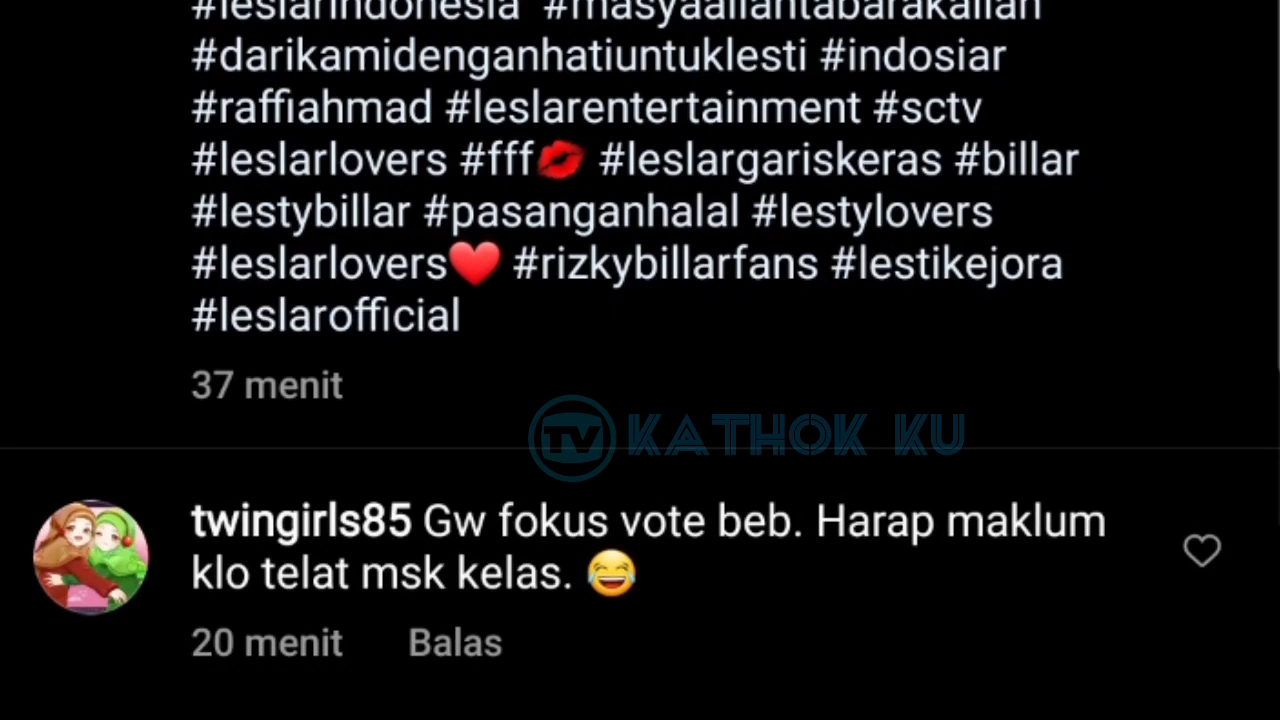 #leslarindonesia #masyaallahtabarakallah
#darikamidenganhatiuntuklesti #indosiar
#raffiahmad #leslarentertainment #sctv
#leslarlovers #fff💋 #leslargariskeras #billar
#lestybillar #pasanganhalal #lestylovers
#leslarlovers❤️ #rizkybillarfans #lestikejora
#leslarofficial
37 menit
TV KATHOK KU
twingirls85 Gw fokus vote beb. Harap maklum
klo telat msk kelas. 😂
20 menit Balas